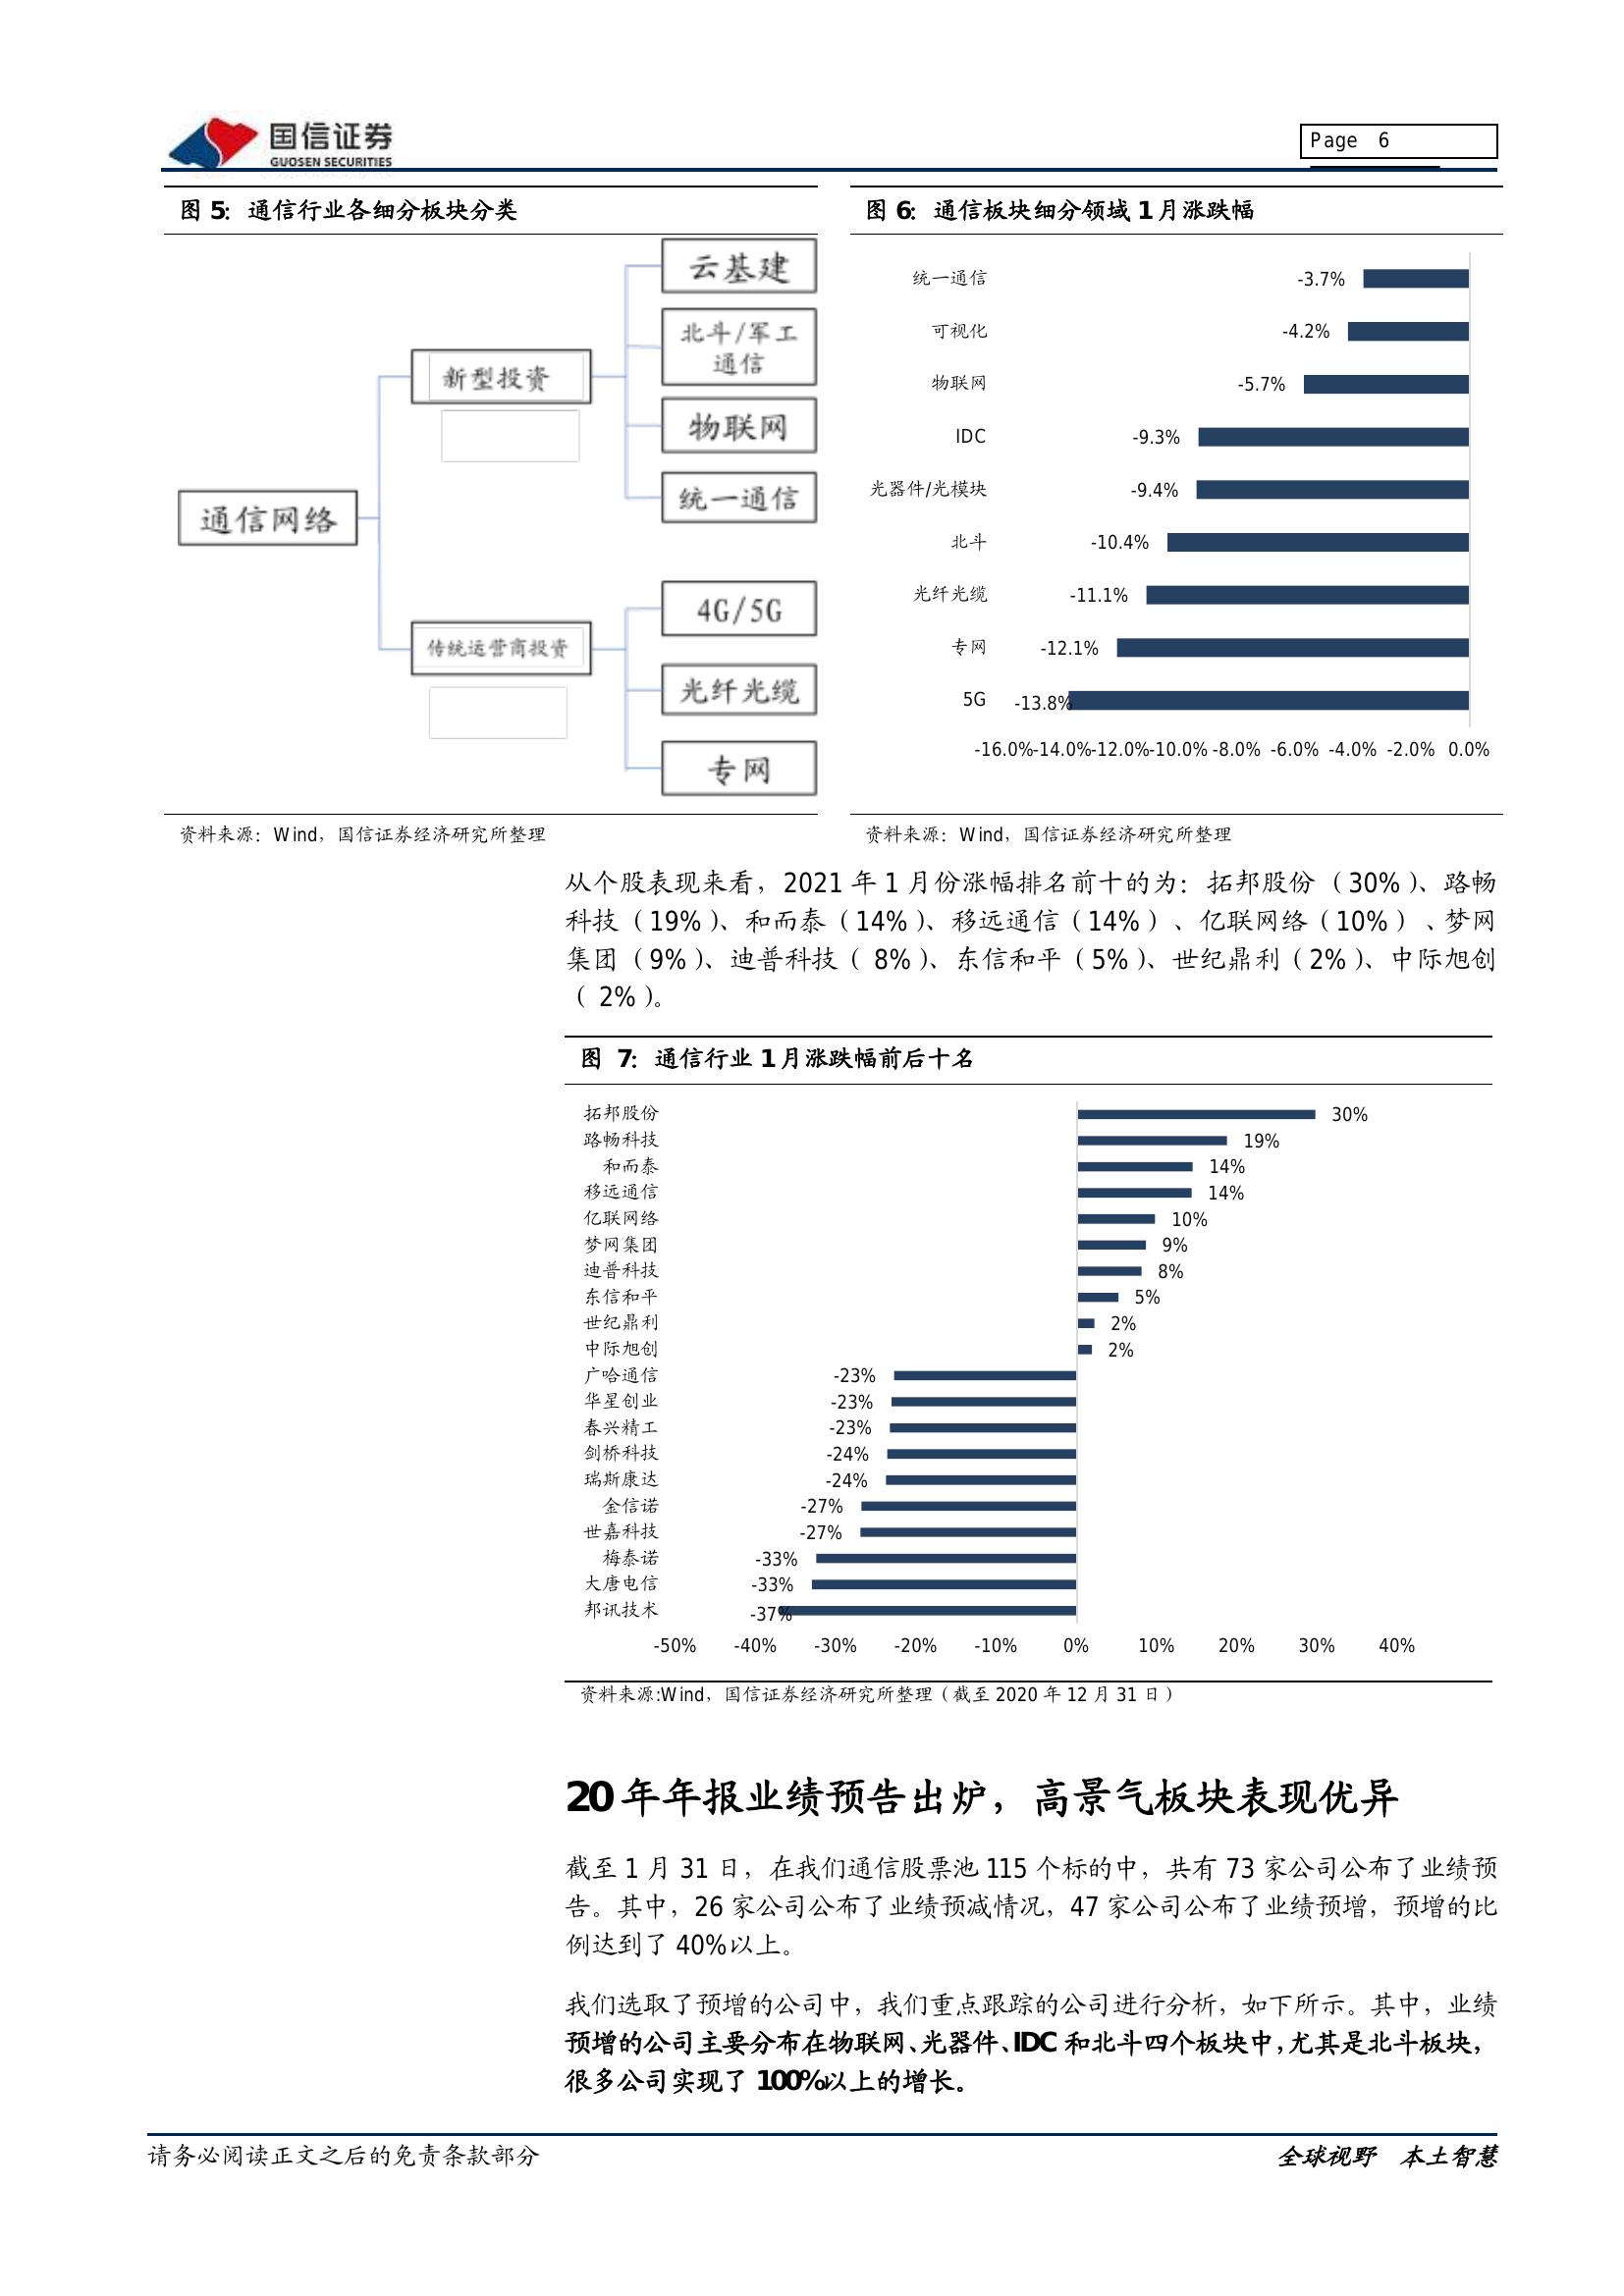 国信证券
GUOSEN SECURITIES
Page 6
图 5：通信行业各细分板块分类
云基建
北斗/军工
通信
新型投资
物联网
统一通信
通信网络
4G/5G
传统运营商投资
光纤光缆
专网
资料来源：Wind，国信证券经济研究所整理
图 6：通信板块细分领域 1 月涨跌幅
统一通信 -3.7%
可视化 -4.2%
物联网 -5.7%
IDC -9.3%
光器件/光模块 -9.4%
北斗 -10.4%
光纤光缆 -11.1%
专网 -12.1%
5G -13.8%
-16.0% -14.0% -12.0% -10.0% -8.0% -6.0% -4.0% -2.0% 0.0%
资料来源：Wind，国信证券经济研究所整理
从个股表现来看，2021 年 1 月份涨幅排名前十的为：拓邦股份（30%）、路畅
科技（19%）、和而泰（14%）、移远通信（14%）、亿联网络（10%）、梦网
集团（9%）、迪普科技（8%）、东信和平（5%）、世纪鼎利（2%）、中际旭创
（2%）。
图 7：通信行业 1 月涨跌幅前后十名
拓邦股份 30%
路畅科技 19%
和而泰 14%
移远通信 14%
亿联网络 10%
梦网集团 9%
迪普科技 8%
东信和平 5%
世纪鼎利 2%
中际旭创 2%
广哈通信 -23%
华星创业 -23%
春兴精工 -23%
剑桥科技 -24%
瑞斯康达 -24%
金信诺 -27%
世嘉科技 -27%
梅泰诺 -33%
大唐电信 -33%
邦讯技术 -37%
-50% -40% -30% -20% -10% 0% 10% 20% 30% 40%
资料来源:Wind，国信证券经济研究所整理（截至 2020 年 12 月 31 日）
20 年年报业绩预告出炉，高景气板块表现优异
截至 1 月 31 日，在我们通信股票池 115 个标的中，共有 73 家公司公布了业绩预
告。其中，26 家公司公布了业绩预减情况，47 家公司公布了业绩预增，预增的比
例达到了 40%以上。
我们选取了预增的公司中，我们重点跟踪的公司进行分析，如下所示。其中，业绩
预增的公司主要分布在物联网、光器件、IDC 和北斗四个板块中，尤其是北斗板块，
很多公司实现了 100%以上的增长。
请务必阅读正文之后的免责条款部分
全球视野 本土智慧